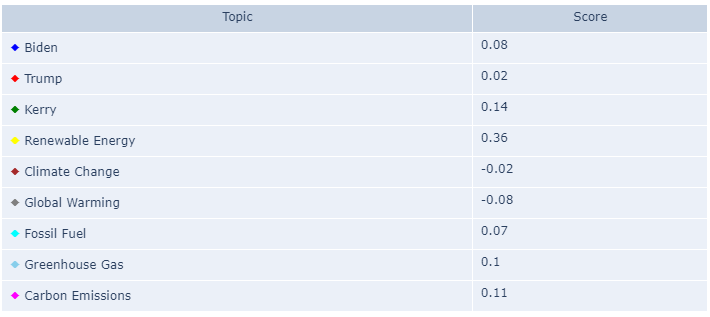 Topic Score
Biden 0.08
Trump 0.02
Kerry 0.14
Renewable Energy 0.36
Climate Change -0.02
Global Warming -0.08
Fossil Fuel 0.07
Greenhouse Gas 0.1
Carbon Emissions 0.11